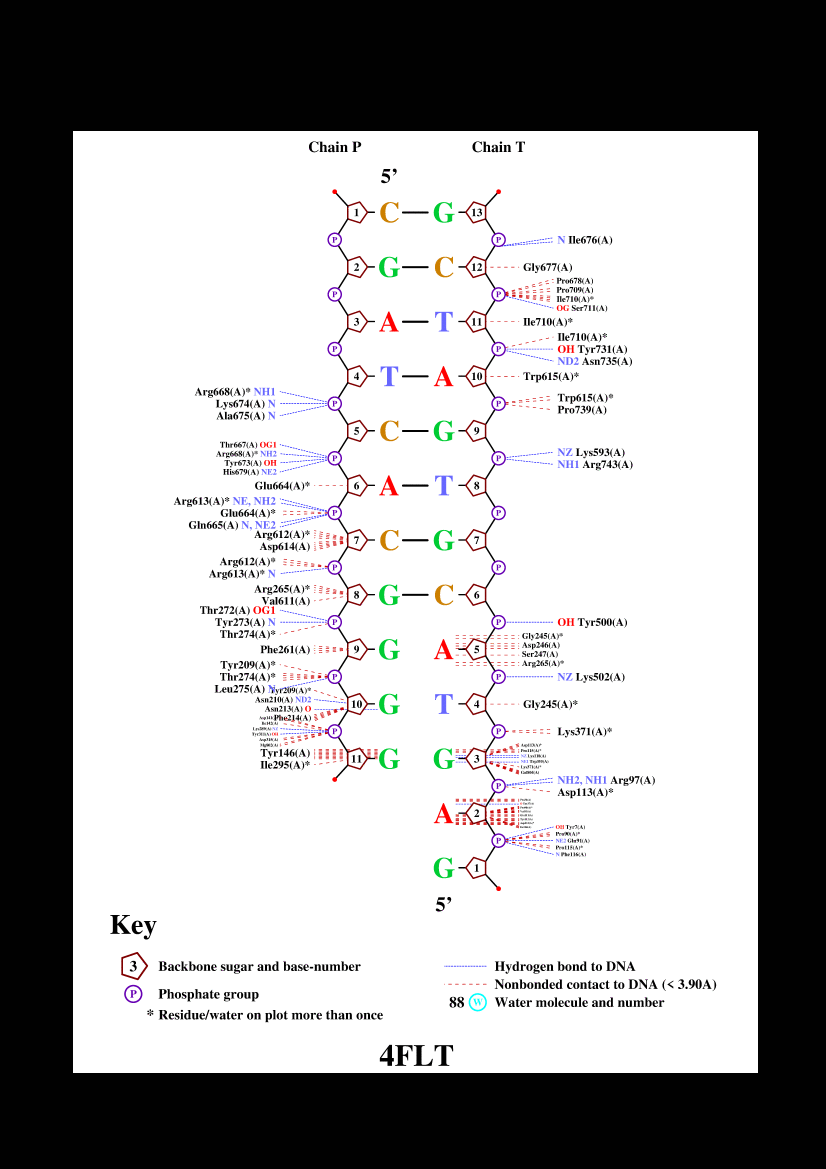 Chain P Chain T
5’
1 C G 13
P P N Ile676(A)
2 G C 12 Gly677(A)
Pro678(A)
Pro709(A)
P P Ile710(A)*
OG Ser711(A)
3 A T 11 Ile710(A)*
Ile710(A)*
P P OH Tyr731(A)
ND2 Asn735(A)
4 T A 10 Trp615(A)*
Arg668(A)* NH1
Lys674(A) N P P Trp615(A)*
Ala675(A) N Pro739(A)
5 C G 9
Thr667(A) OG1
Arg668(A)* NH2 NZ Lys593(A)
Tyr673(A) OH P P NH1 Arg743(A)
His679(A) NE2
Glu664(A)* 6 A T 8
Arg613(A)* NE, NH2
Glu664(A)* P P
Gln665(A) N, NE2
Arg612(A)*
Asp614(A) 7 C G 7
Arg612(A)* P P
Arg613(A)* N
Arg265(A)* 8 G C 6
Val611(A)
Thr272(A) OG1
Tyr273(A) N P P OH Tyr500(A)
Thr274(A)*
Gly245(A)*
Asp246(A)
Phe261(A) 9 G A 5 Ser247(A)
Arg265(A)*
Tyr209(A)*
Thr274(A)* P P NZ Lys502(A)
Leu275(A) N
Tyr209(A)*
Asn210(A) ND2 10 G T 4 Gly245(A)*
Asn213(A) O
Phe214(A)
P P Lys371(A)*
Tyr146(A) 11 G G 3
Ile295(A)*
P NH2, NH1 Arg97(A)
Asp113(A)*
A 2
OH Tyr7(A)
Pro90(A)*
P NE2 Gln91(A)
Pro115(A)*
N Phe116(A)
G 1
5’
Key
3 Backbone sugar and base-number
P Phosphate group
* Residue/water on plot more than once
Hydrogen bond to DNA
Nonbonded contact to DNA (< 3.90A)
88 W Water molecule and number
4FLT